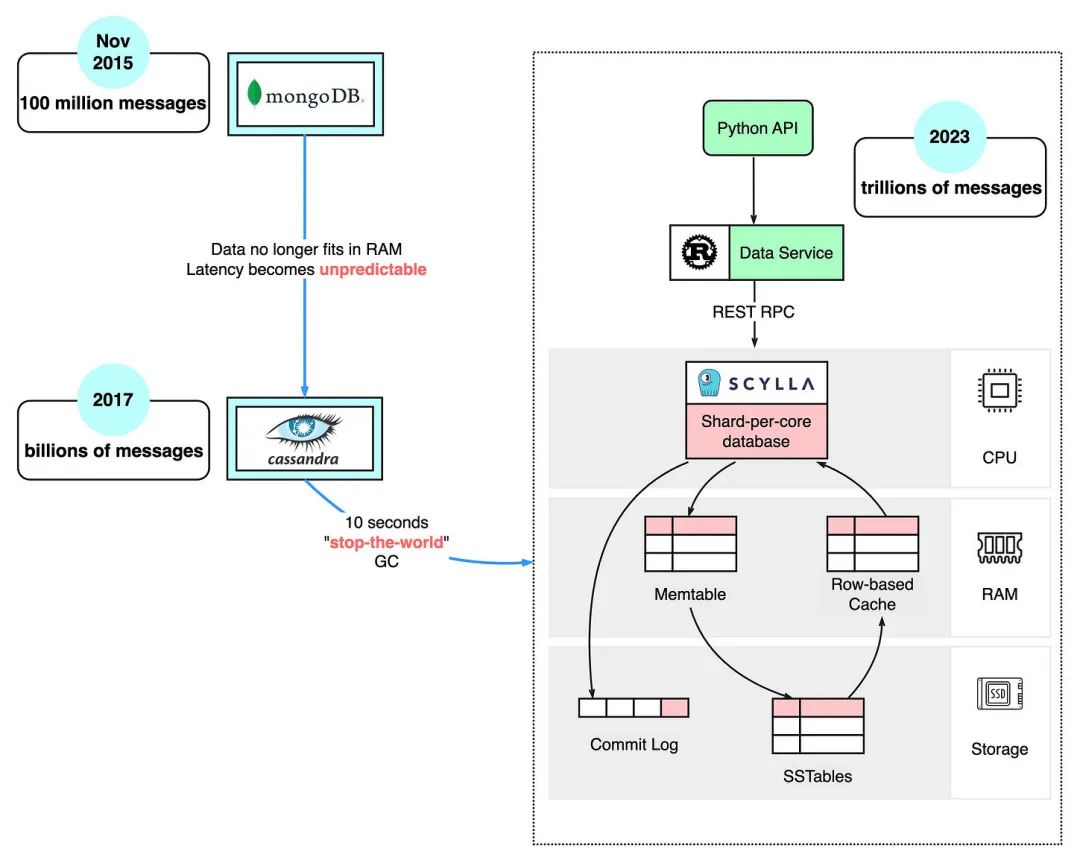 Nov
2015
100 million messages
mongoDB
Data no longer fits in RAM
Latency becomes unpredictable
2017
billions of messages
cassandra
10 seconds
"stop-the-world"
GC
Python API
2023
trillions of messages
R
Data Service
REST RPC
SCYLLA
Shard-per-core
database
CPU
Memtable
Row-based
Cache
RAM
Commit Log
SSTables
SSD
Storage